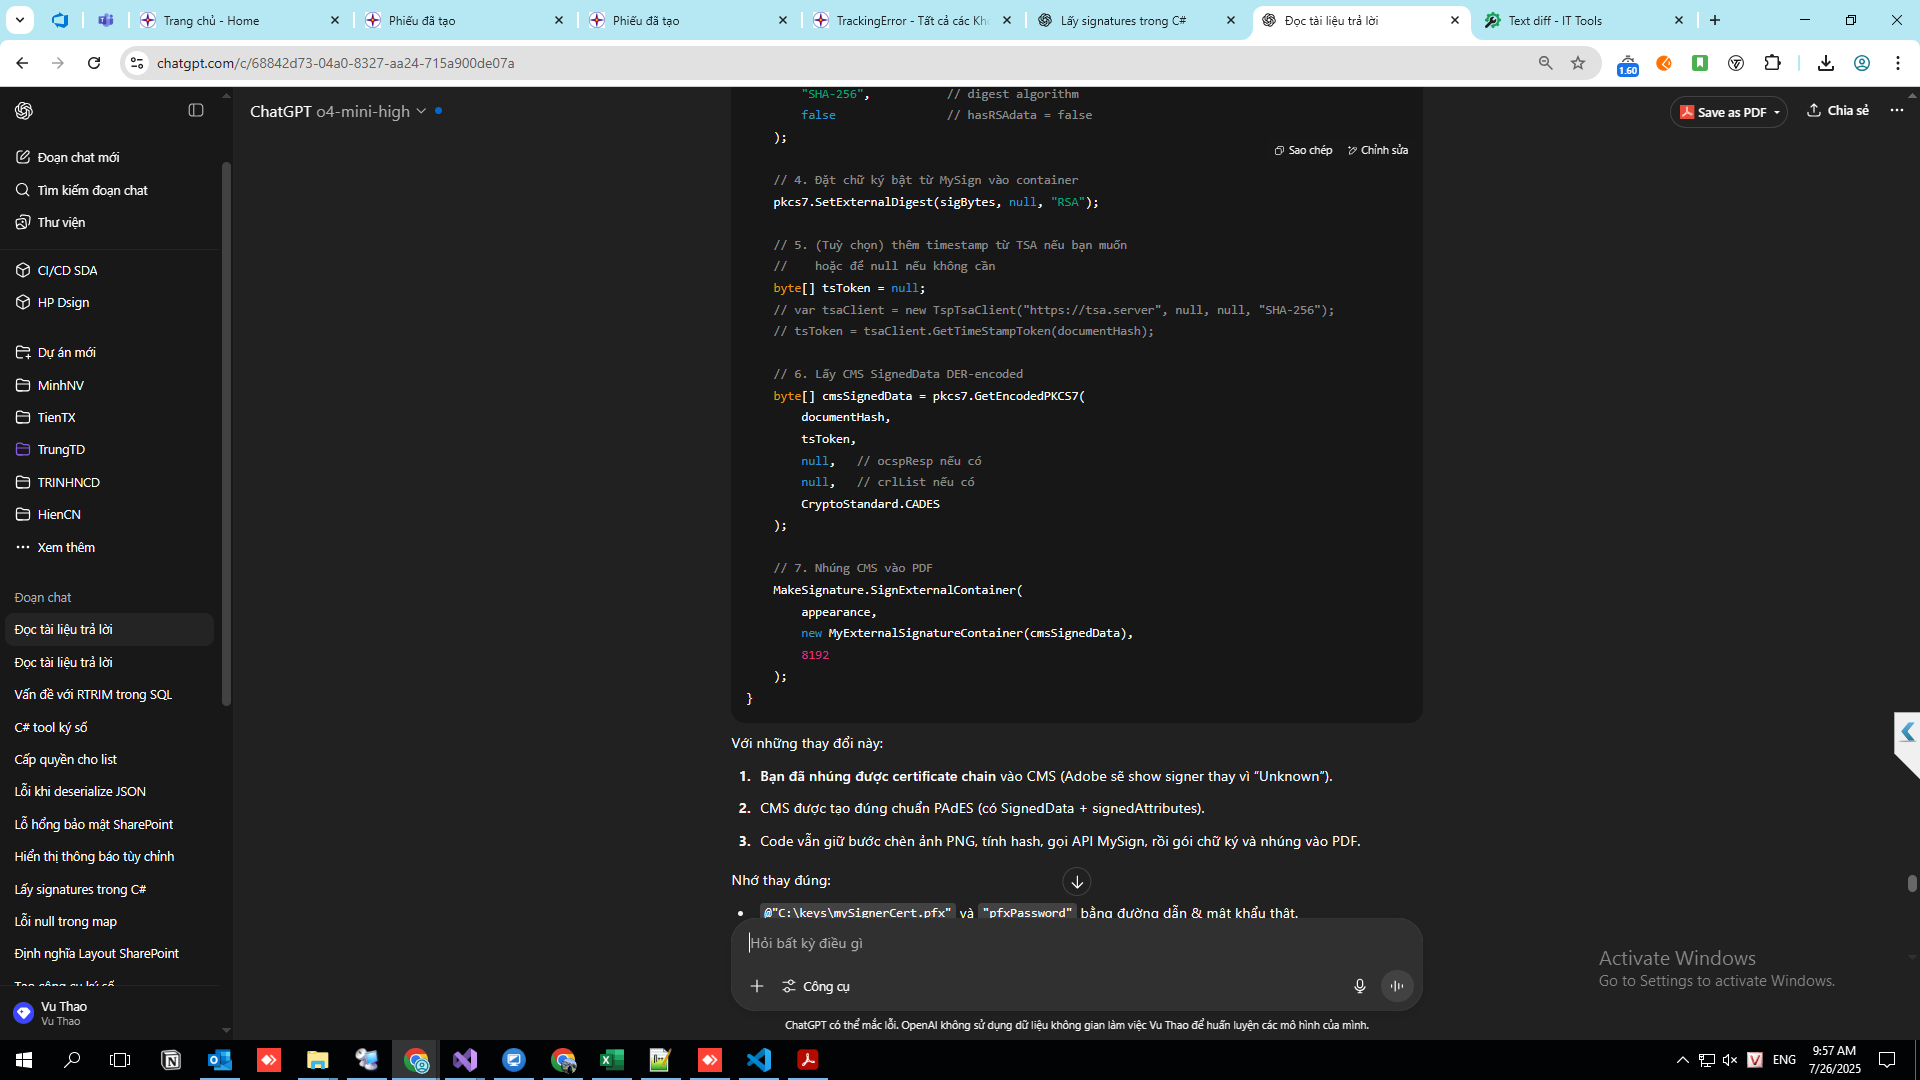 Trang chủ - Home
Phiếu đã tạo
Phiếu đã tạo
TrackingError - Tất cả các Kh
Lấy signatures trong C#
Đọc tài liệu trả lời
Text diff - IT Tools
chatgpt.com/c/68842d73-04a0-8327-aa24-715a900de07a
1.60
ChatGPT o4-mini-high
Save as PDF
Chia sẻ
Đoạn chat mới
Tìm kiếm đoạn chat
Thư viện
CI/CD SDA
HP Dsign
Dự án mới
MinhNV
TienTX
TrungTD
TRINHNCD
HienCN
Xem thêm
Đoạn chat
Đọc tài liệu trả lời
Đọc tài liệu trả lời
Vấn đề với RTRIM trong SQL
C# tool ký số
Cấp quyền cho list
Lỗi khi deserialize JSON
Lỗ hổng bảo mật SharePoint
Hiển thị thông báo tùy chỉnh
Lấy signatures trong C#
Lỗi null trong map
Định nghĩa Layout SharePoint
Tạo công cụ ký số
Vu Thao
Vu Thao
"SHA-256", // digest algorithm
false // hasRSAdata = false
);
Sao chép Chỉnh sửa
// 4. Đặt chữ ký bật từ MySign vào container
pkcs7.SetExternalDigest(sigBytes, null, "RSA");
// 5. (Tuỳ chọn) thêm timestamp từ TSA nếu bạn muốn
// hoặc để null nếu không cần
byte[] tsToken = null;
// var tsaClient = new TspTsaClient("https://tsa.server", null, null, "SHA-256");
// tsToken = tsaClient.GetTimeStampToken(documentHash);
// 6. Lấy CMS SignedData DER-encoded
byte[] cmsSignedData = pkcs7.GetEncodedPKCS7(
documentHash,
tsToken,
null, // ocspResp nếu có
null, // crlList nếu có
CryptoStandard.CADES
);
// 7. Nhúng CMS vào PDF
MakeSignature.SignExternalContainer(
appearance,
new MyExternalSignatureContainer(cmsSignedData),
8192
);
}
Với những thay đổi này:
1. Bạn đã nhúng được certificate chain vào CMS (Adobe sẽ show signer thay vì “Unknown”).
2. CMS được tạo đúng chuẩn PAdES (có SignedData + signedAttributes).
3. Code vẫn giữ bước chèn ảnh PNG, tính hash, gọi API MySign, rồi gói chữ ký và nhúng vào PDF.
Nhớ thay đúng:
• @"C:\keys\mySignerCert.pfx" và "pfxPassword" bằng đường dẫn & mật khẩu thật.
Hỏi bất kỳ điều gì
Công cụ
ChatGPT có thể mắc lỗi. OpenAI không sử dụng dữ liệu không gian làm việc Vu Thao để huấn luyện các mô hình của mình.
Activate Windows
Go to Settings to activate Windows.
ENG
9:57 AM
7/26/2025